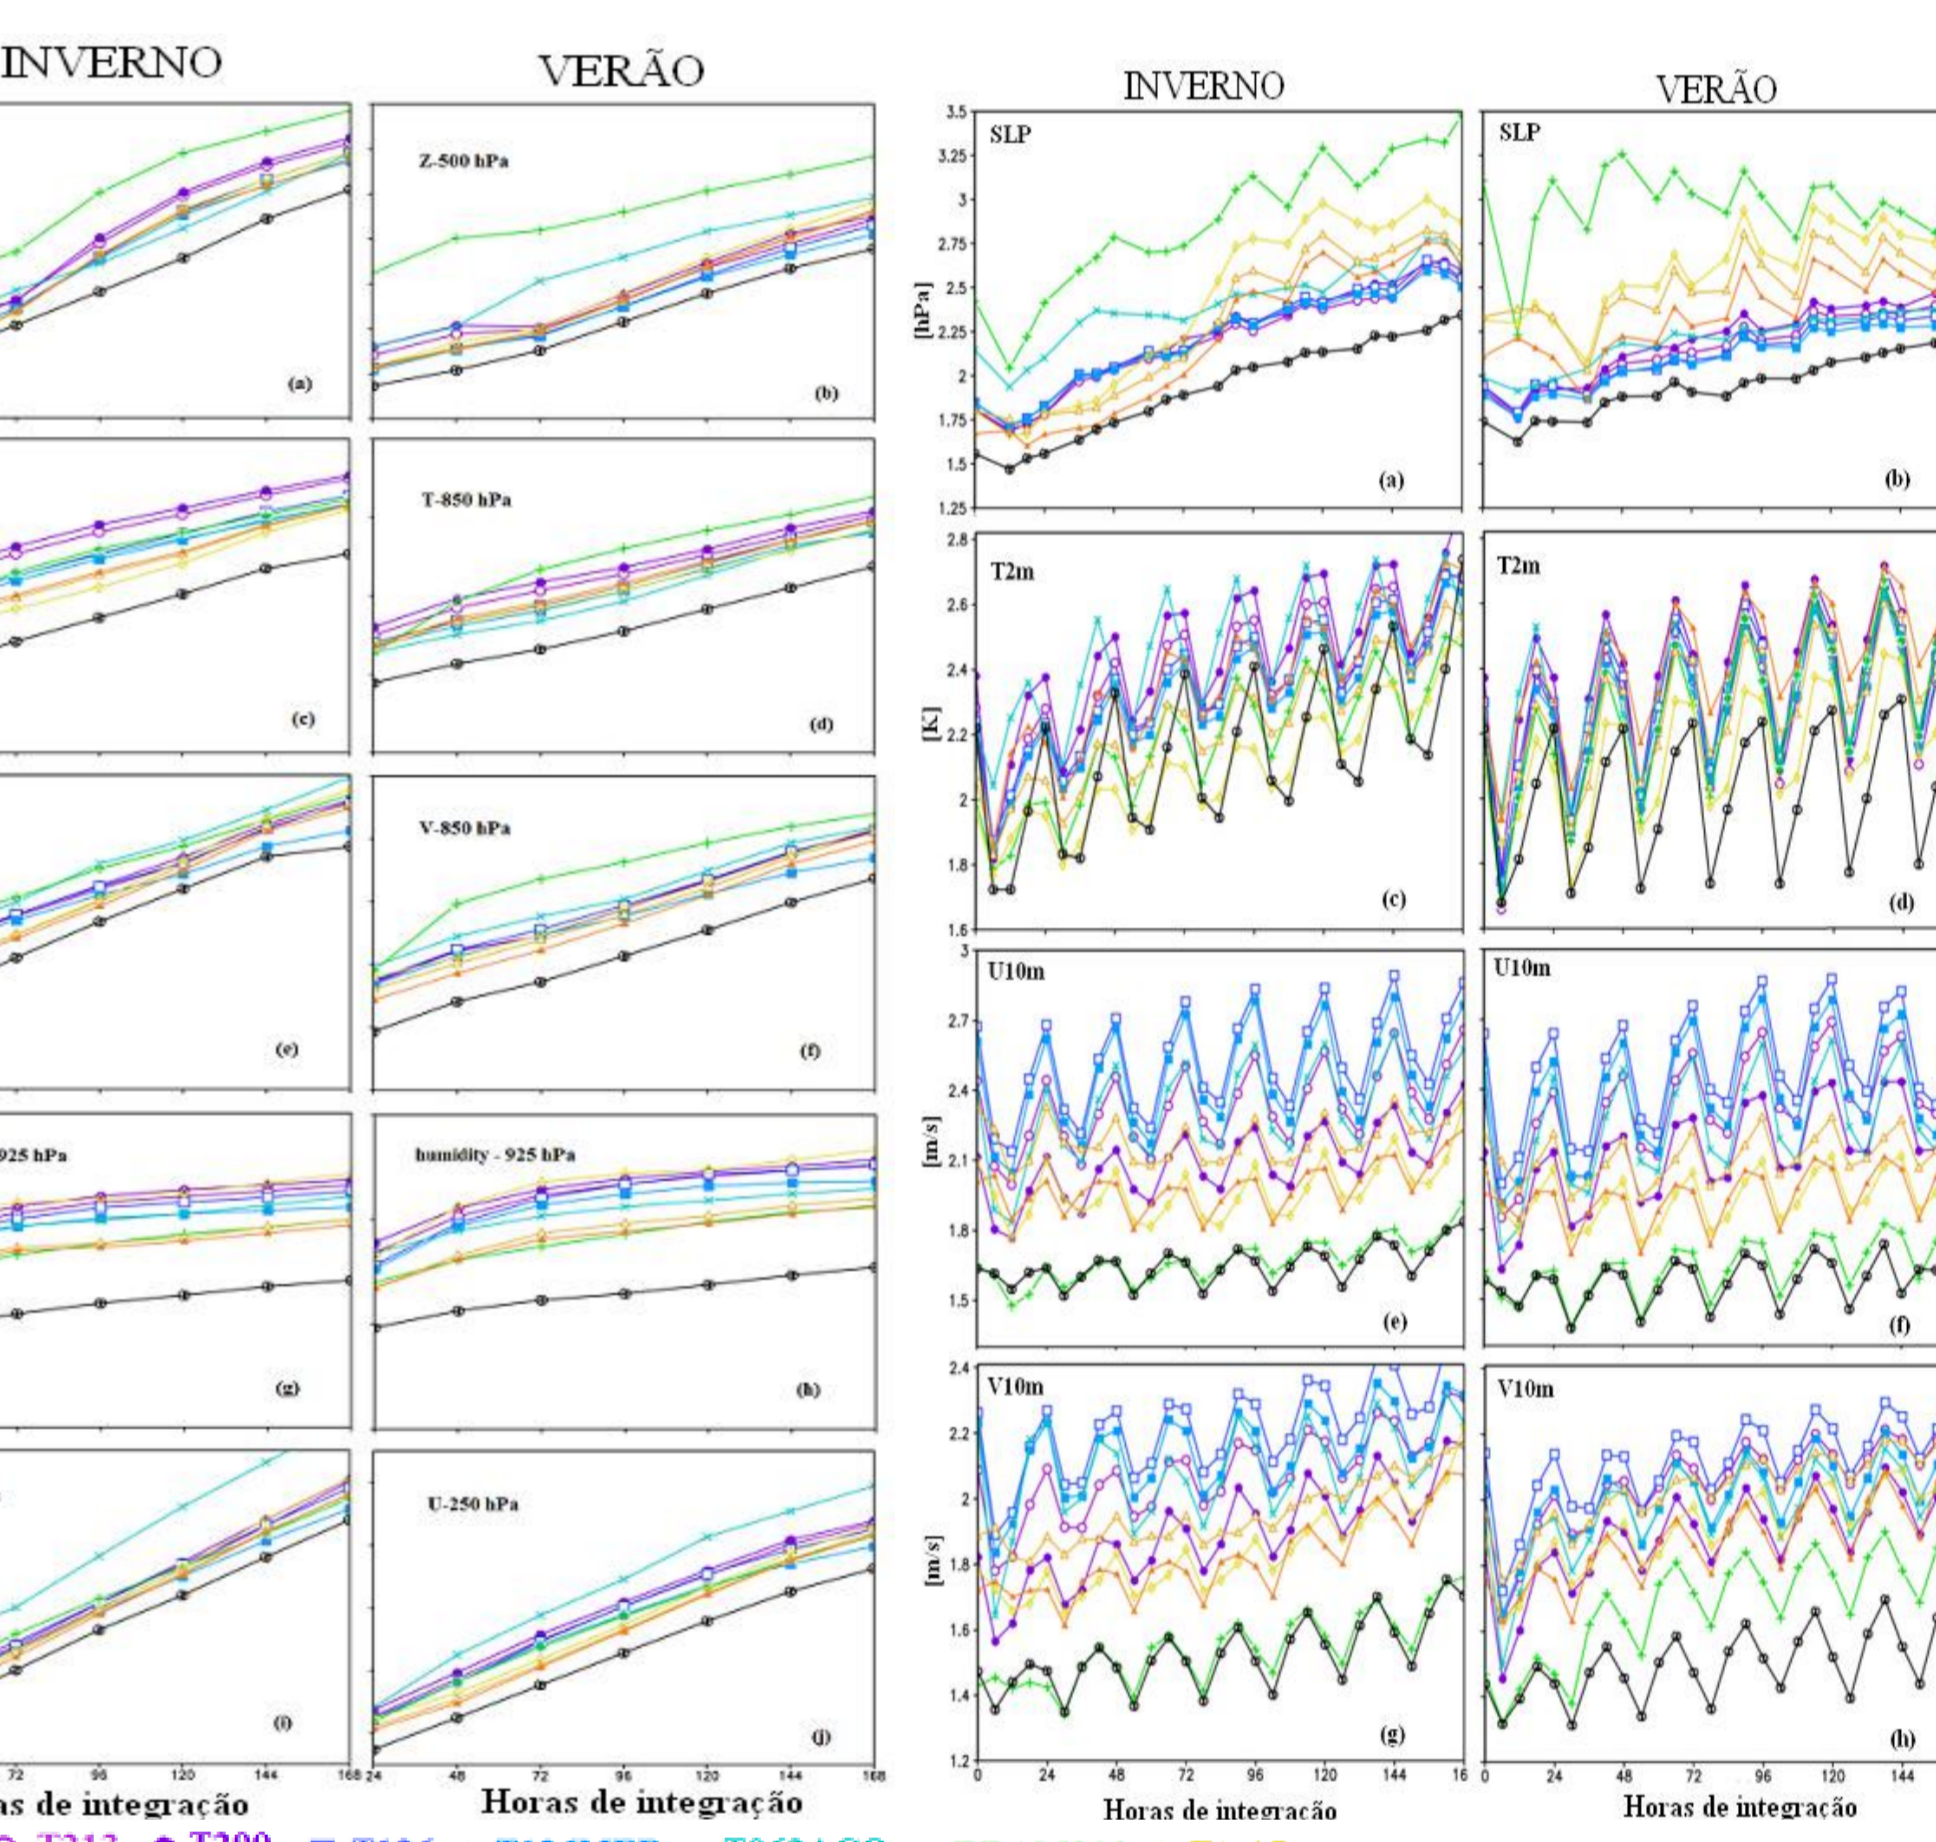 INVERNO
VERÃO
(a)
Z-500 hPa
(b)
(c)
T-850 hPa
(d)
(e)
V-850 hPa
(f)
925 hPa
(g)
humidity - 925 hPa
(h)
(i)
U-250 hPa
(j)
72 96 120 144 168
24 48 72 96 120 144 168
as de integração
Horas de integração
INVERNO
VERÃO
[hPa]
3.5
3.25
3
2.75
2.5
2.25
2
1.75
1.5
1.25
SLP
(a)
SLP
(b)
[K]
2.8
2.6
2.4
2.2
2
1.8
1.6
T2m
(c)
T2m
(d)
[m/s]
3
2.7
2.4
2.1
1.8
1.5
U10m
(e)
U10m
(f)
[m/s]
2.4
2.2
2
1.8
1.6
1.4
1.2
V10m
(g)
V10m
(h)
0 24 48 72 96 120 144 16
0 24 48 72 96 120 144
Horas de integração
Horas de integração